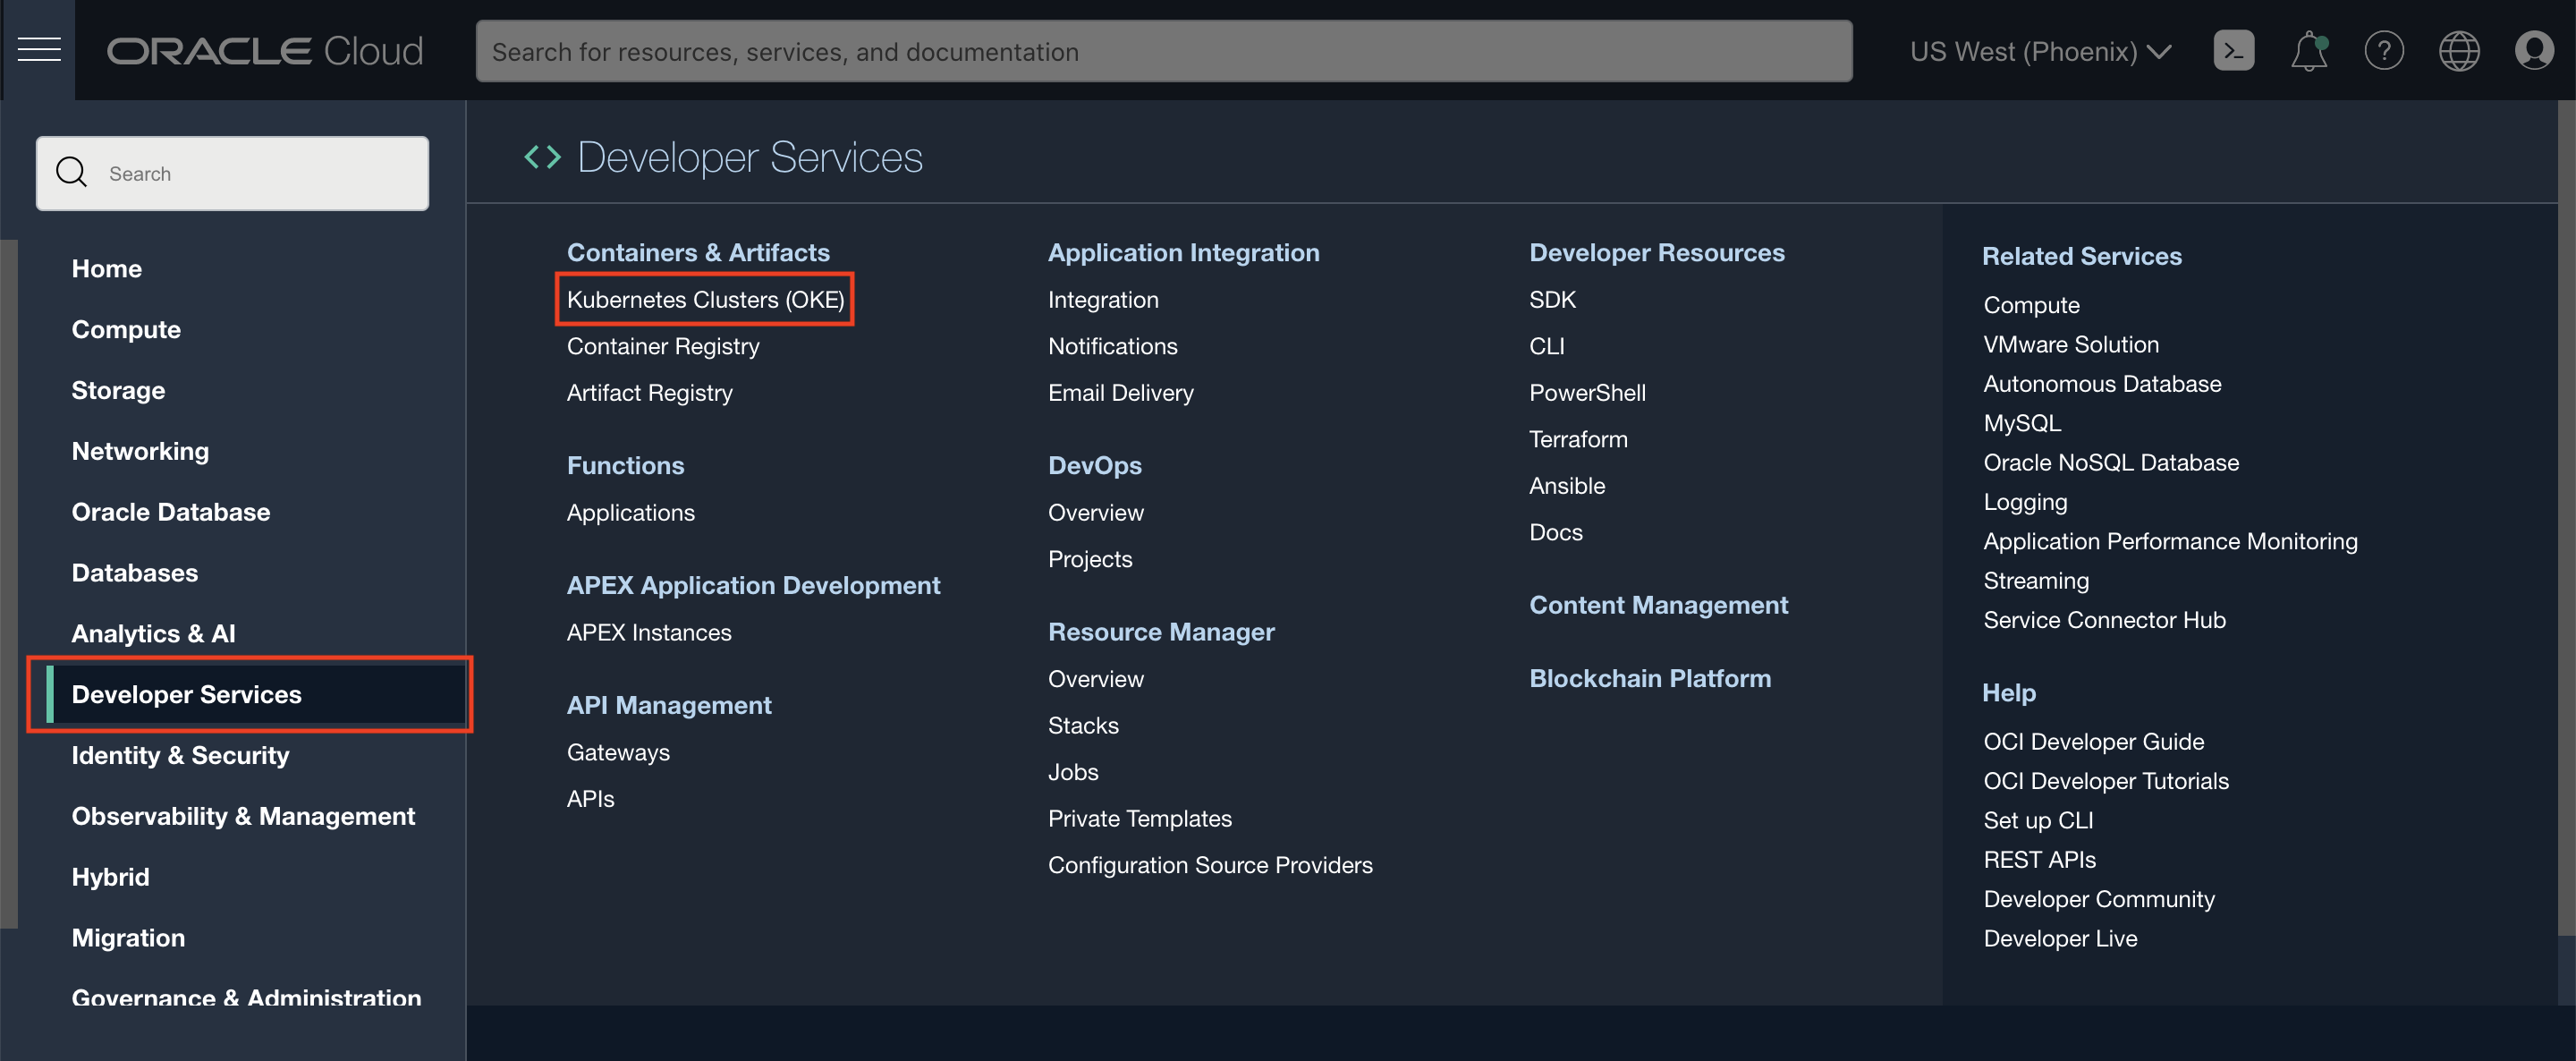 ORACLE Cloud
Search for resources, services, and documentation
US West (Phoenix)
Search
Home
Compute
Storage
Networking
Oracle Database
Databases
Analytics & AI
Developer Services
Identity & Security
Observability & Management
Hybrid
Migration
Governance & Administration
Developer Services
Containers & Artifacts
Kubernetes Clusters (OKE)
Container Registry
Artifact Registry
Functions
Applications
APEX Application Development
APEX Instances
API Management
Gateways
APIs
Application Integration
Integration
Notifications
Email Delivery
DevOps
Overview
Projects
Resource Manager
Overview
Stacks
Jobs
Private Templates
Configuration Source Providers
Developer Resources
SDK
CLI
PowerShell
Terraform
Ansible
Docs
Content Management
Blockchain Platform
Related Services
Compute
VMware Solution
Autonomous Database
MySQL
Oracle NoSQL Database
Logging
Application Performance Monitoring
Streaming
Service Connector Hub
Help
OCI Developer Guide
OCI Developer Tutorials
Set up CLI
REST APIs
Developer Community
Developer Live